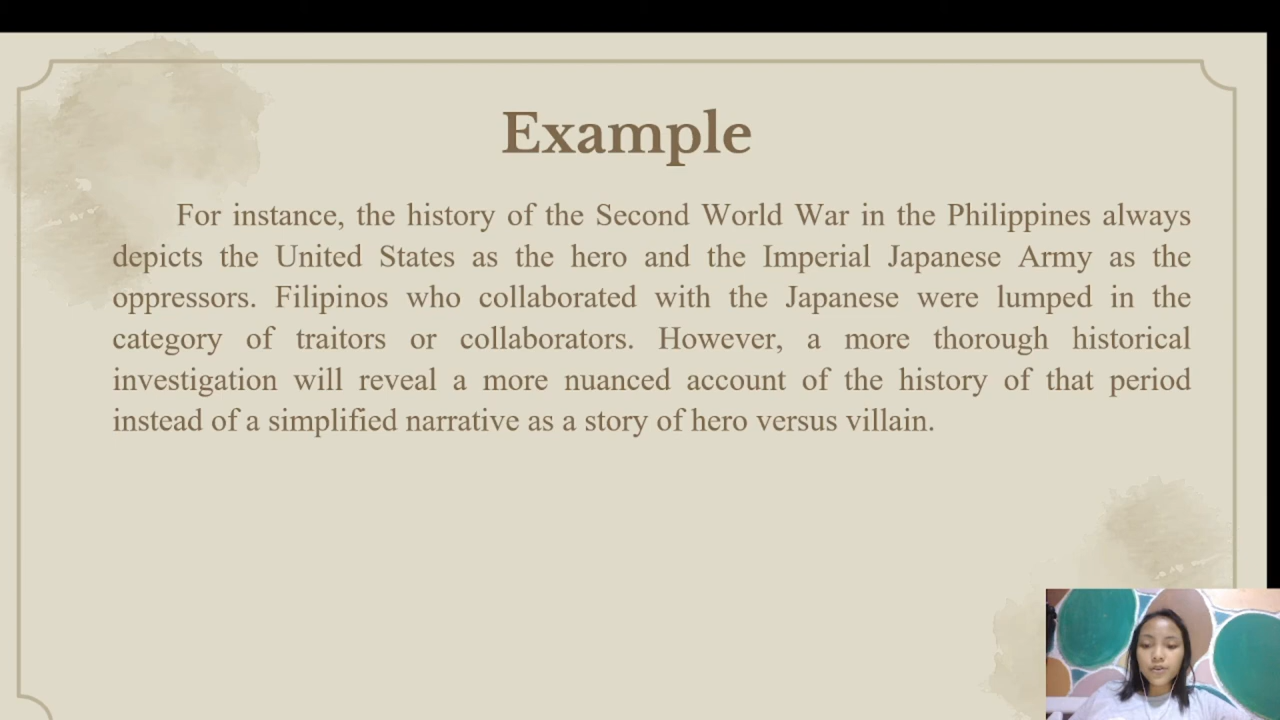 Example
For instance, the history of the Second World War in the Philippines always
depicts the United States as the hero and the Imperial Japanese Army as the
oppressors. Filipinos who collaborated with the Japanese were lumped in the
category of traitors or collaborators. However, a more thorough historical
investigation will reveal a more nuanced account of the history of that period
instead of a simplified narrative as a story of hero versus villain.